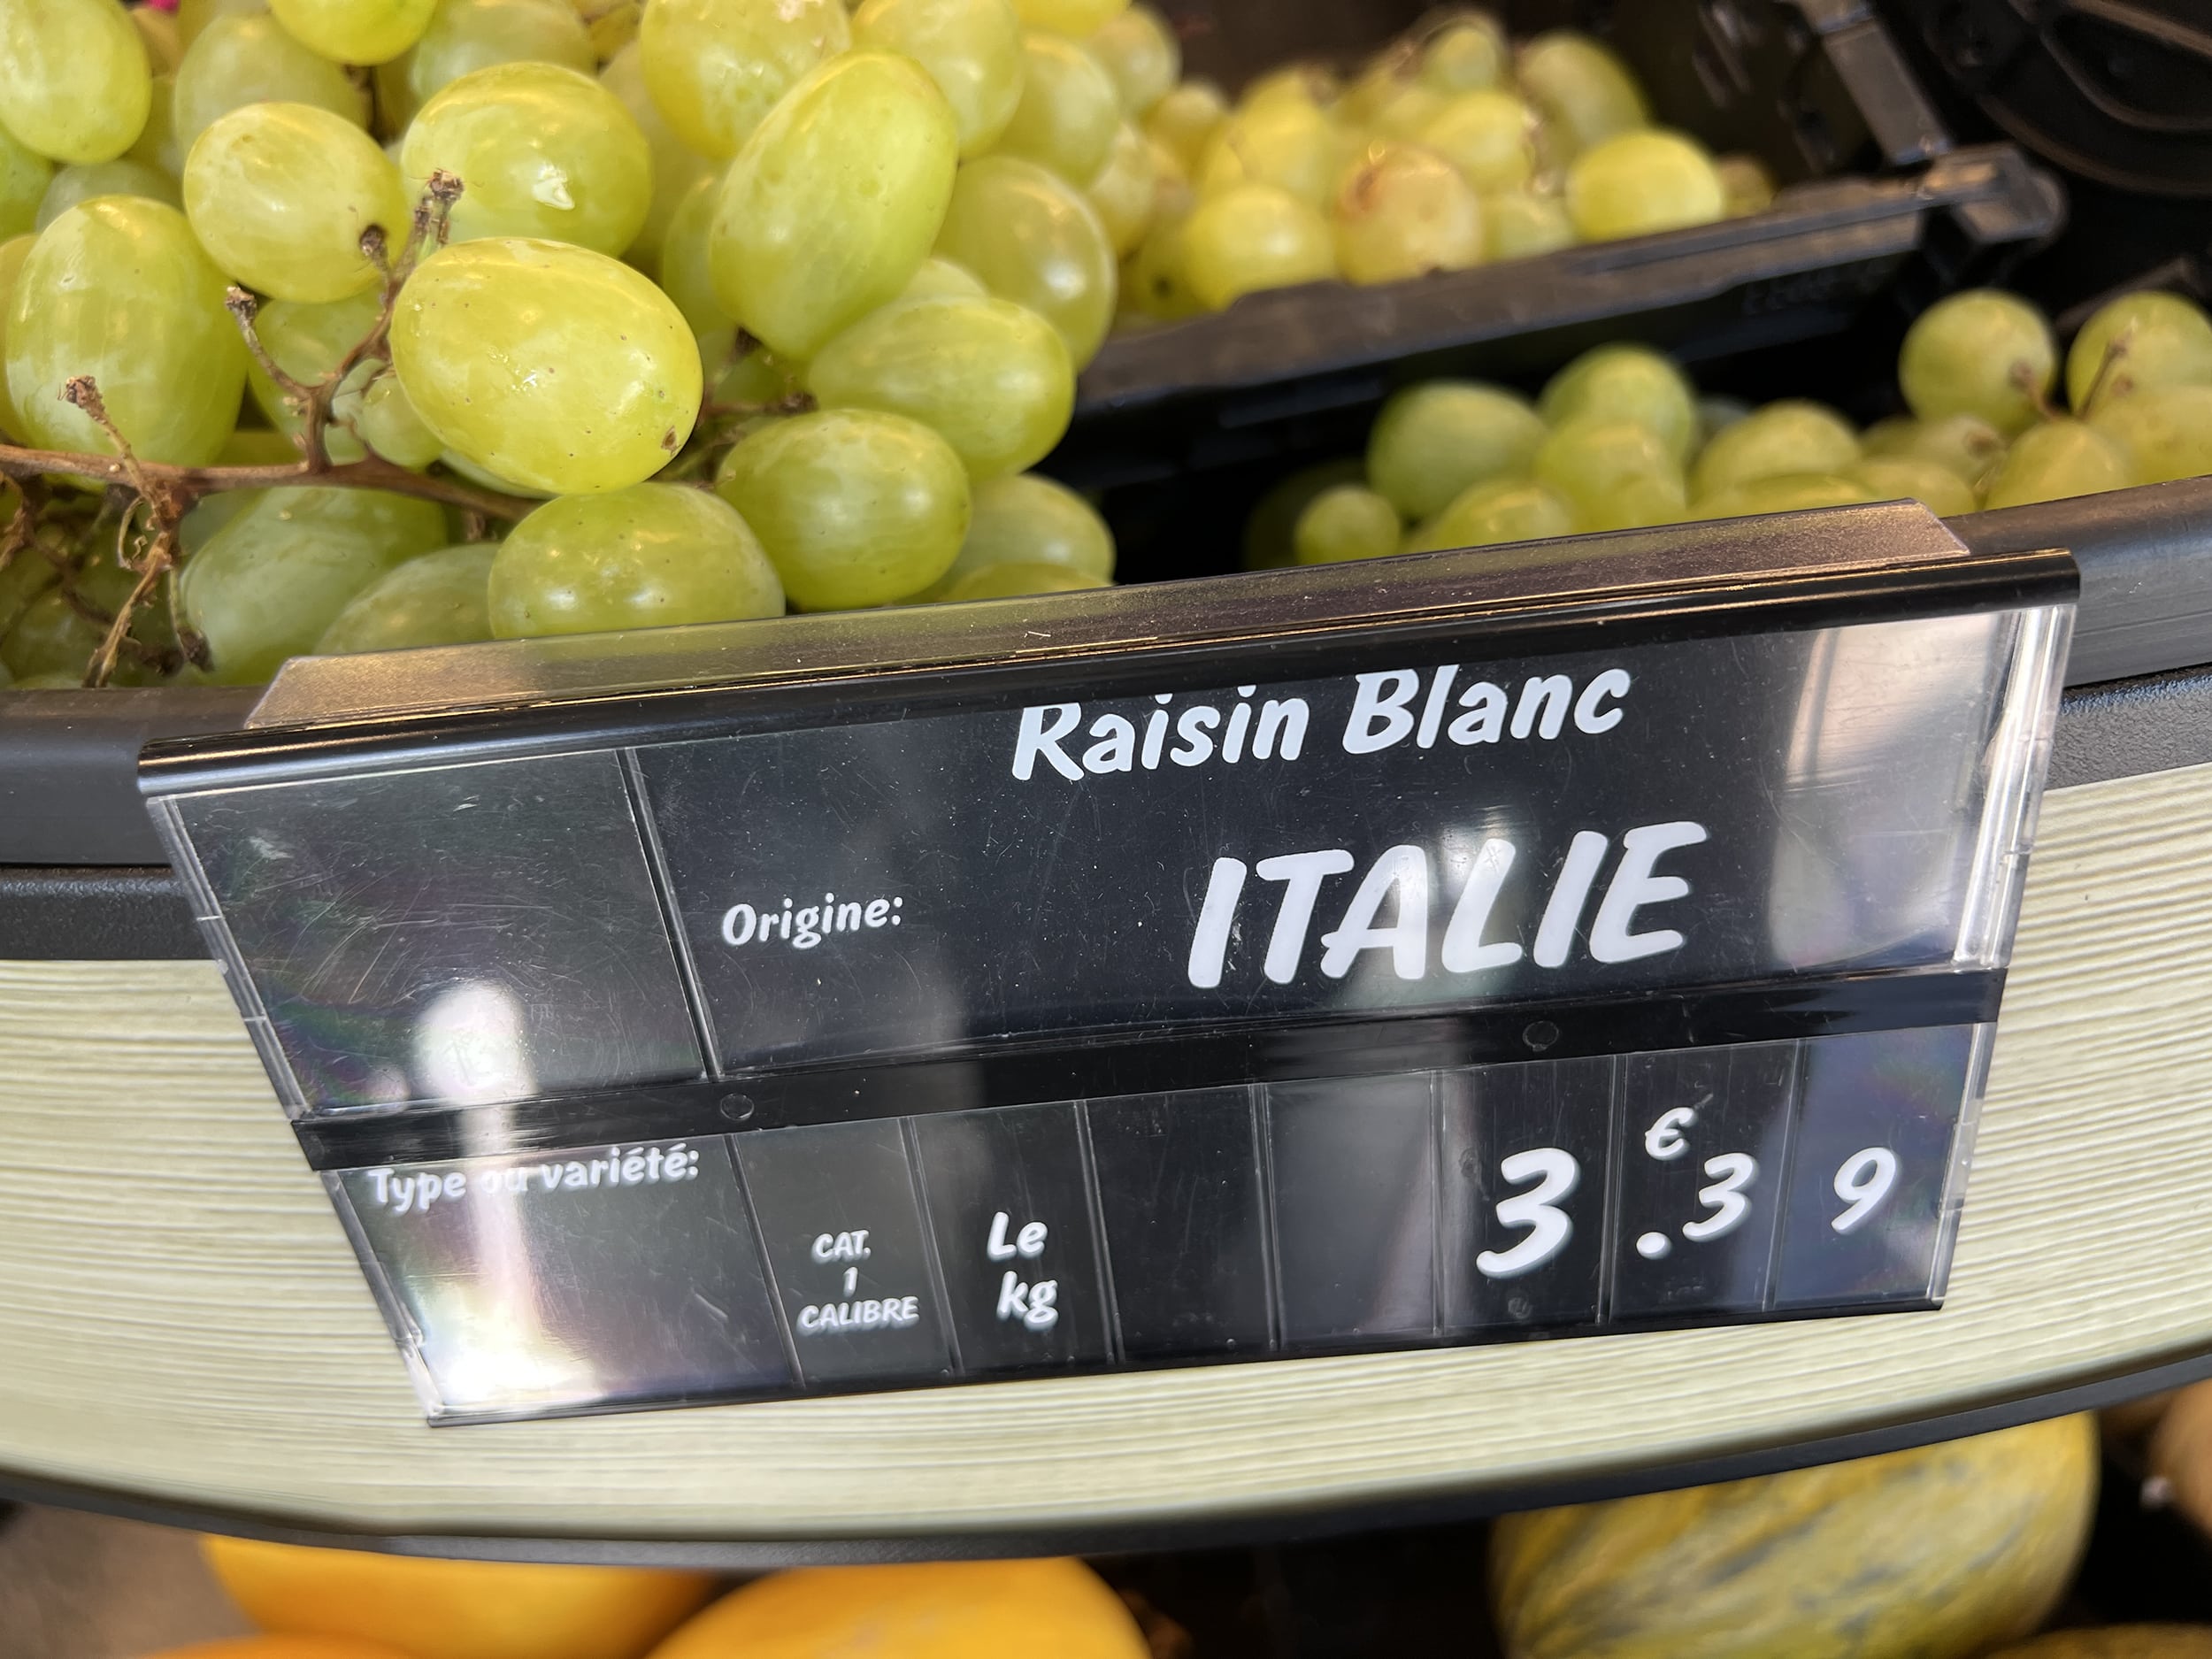 Raisin Blanc
Origine: ITALIE
Type ou variété:
CAT.
1
CALIBRE
Le
kg
3 €.3 9